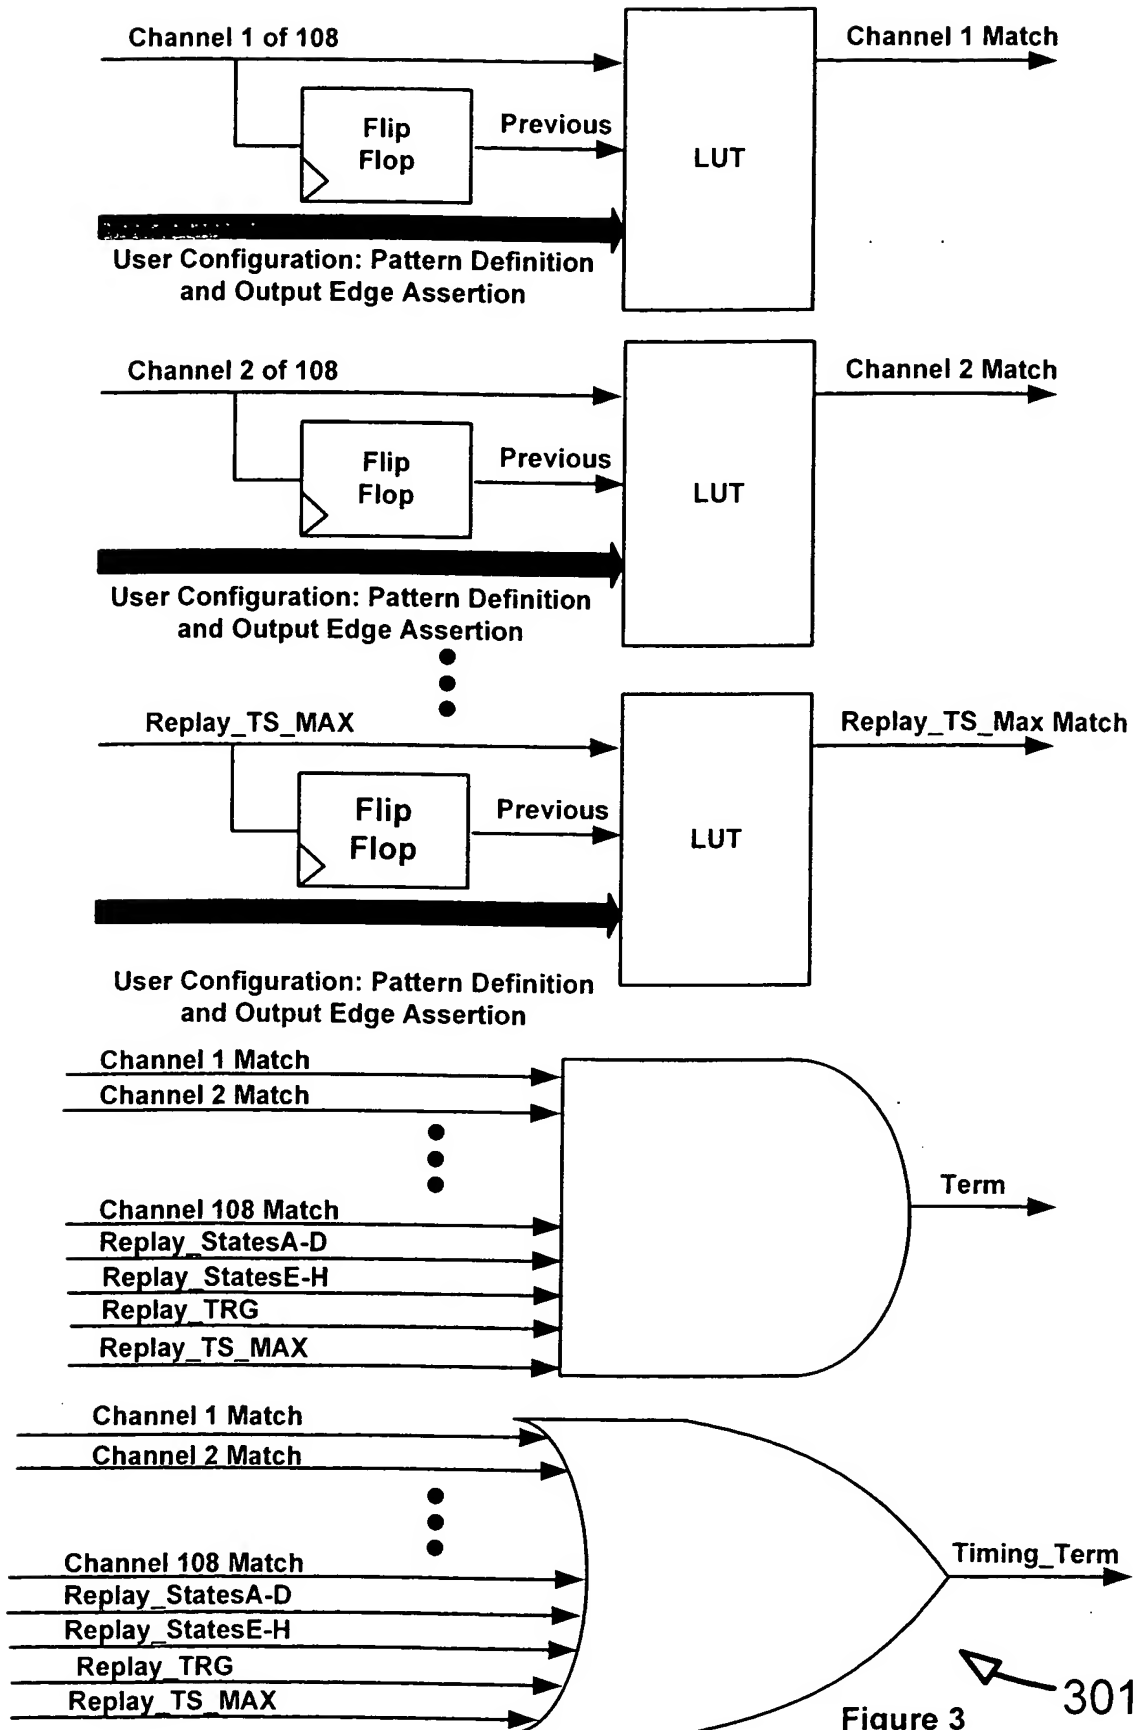 Channel 1 of 108
Channel 1 Match
Flip
Flop
Previous
LUT
User Configuration: Pattern Definition
and Output Edge Assertion
Channel 2 of 108
Channel 2 Match
Flip
Flop
Previous
LUT
User Configuration: Pattern Definition
and Output Edge Assertion
Replay_TS_MAX
Replay_TS_Max Match
Flip
Flop
Previous
LUT
User Configuration: Pattern Definition
and Output Edge Assertion
Channel 1 Match
Channel 2 Match
Channel 108 Match
Replay_StatesA-D
Replay_StatesE-H
Replay_TRG
Replay_TS_MAX
Term
Channel 1 Match
Channel 2 Match
Channel 108 Match
Replay_StatesA-D
Replay_StatesE-H
Replay_TRG
Replay_TS_MAX
Timing_Term
301
Figure 3